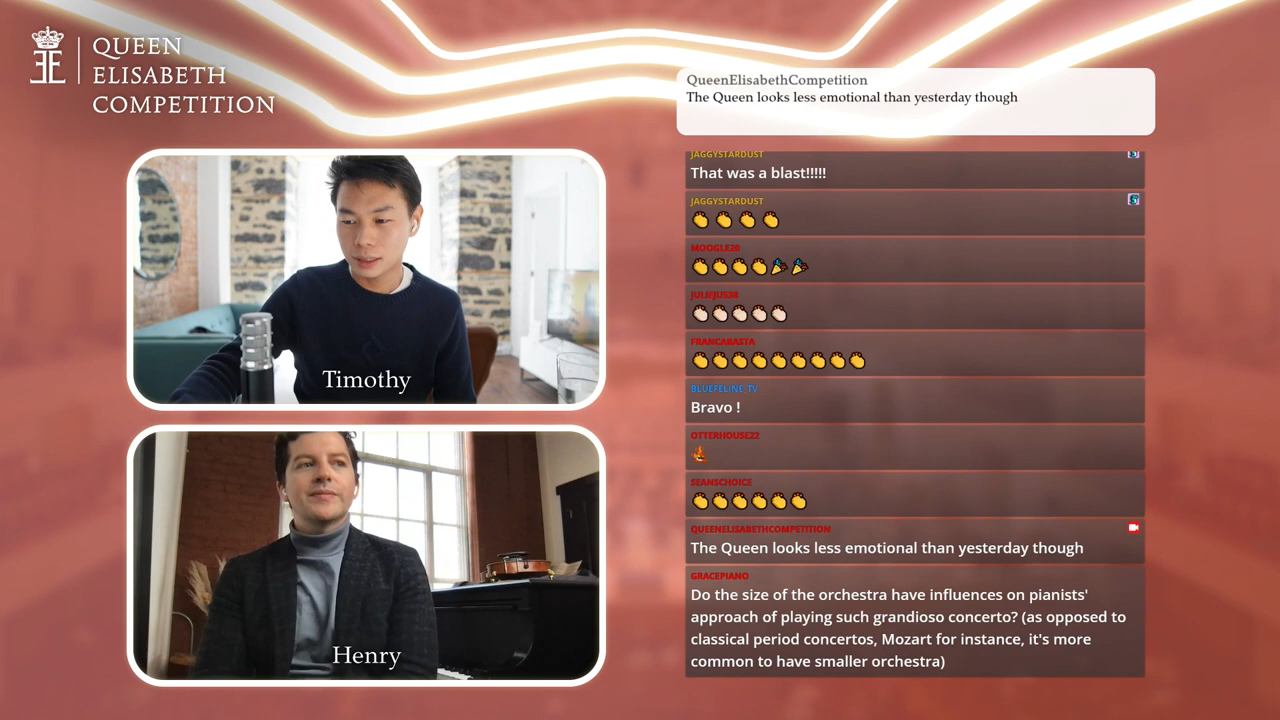 QUEEN
ELISABETH
COMPETITION
QueenElisabethCompetition
The Queen looks less emotional than yesterday though
Timothy
Henry
JAGGYSTARDUST
That was a blast!!!!!
JAGGYSTARDUST
MOOGLE20
JULIFJUS38
FRANCABASTA
BLUEFELINE_TV
Bravo !
OTTERHOUSE22
SEANSCHOICE
QUEENELISABETHCOMPETITION
The Queen looks less emotional than yesterday though
GRACEPIANO
Do the size of the orchestra have influences on pianists'
approach of playing such grandioso concerto? (as opposed to
classical period concertos, Mozart for instance, it's more
common to have smaller orchestra)